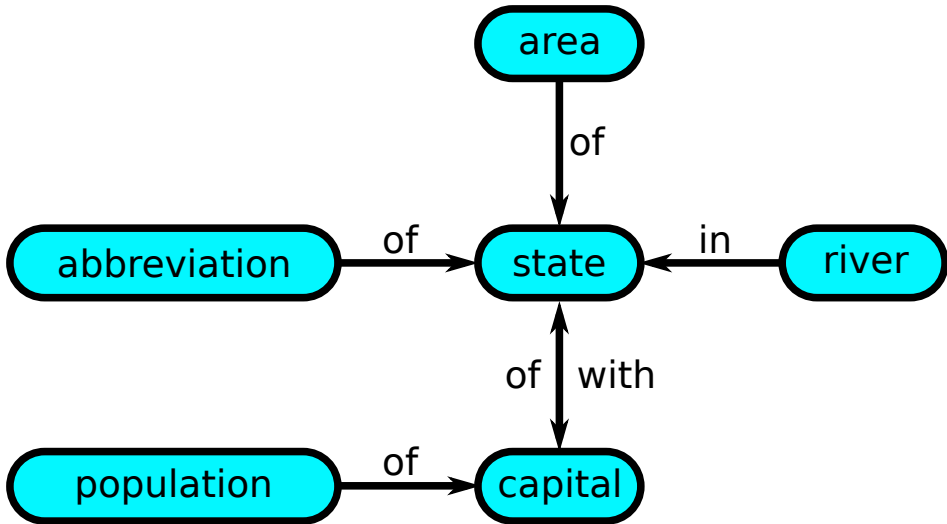 area
of
abbreviation
of
state
in
river
of
with
population
of
capital